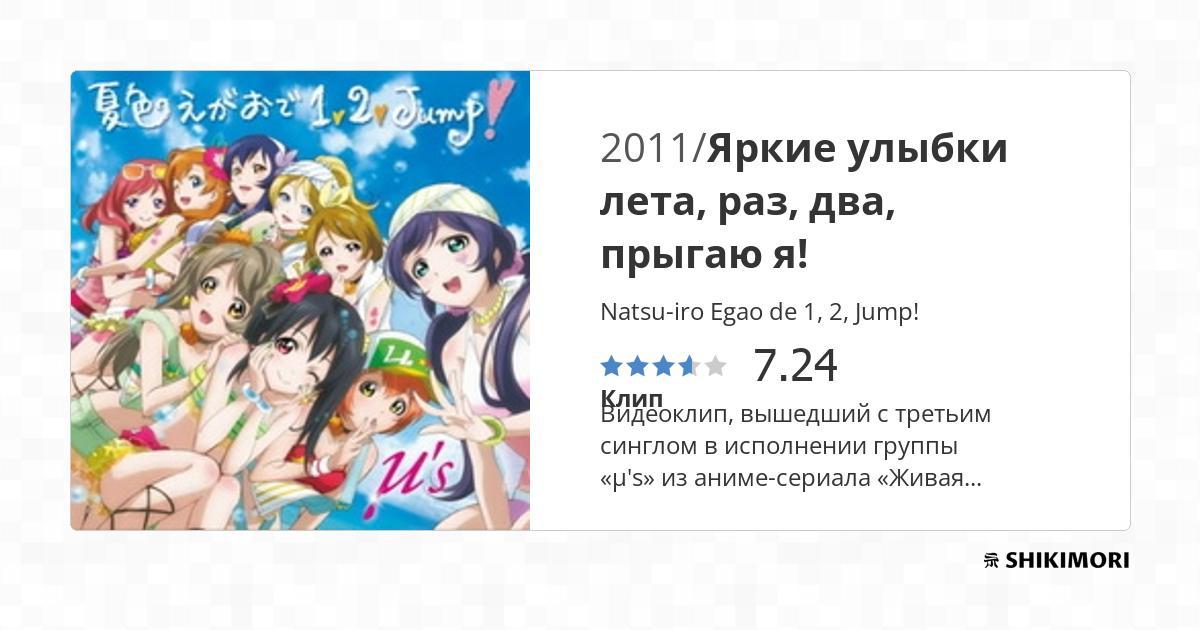 夏色えがおで1,2,Jump!
μ's
2011/Яркие улыбки
лета, раз, два,
прыгаю я!
Natsu-iro Egao de 1, 2, Jump!
7.24
Клип
Видеоклип, вышедший с третьим
синглом в исполнении группы
«μ's» из аниме-сериала «Живая...
SHIKIMORI